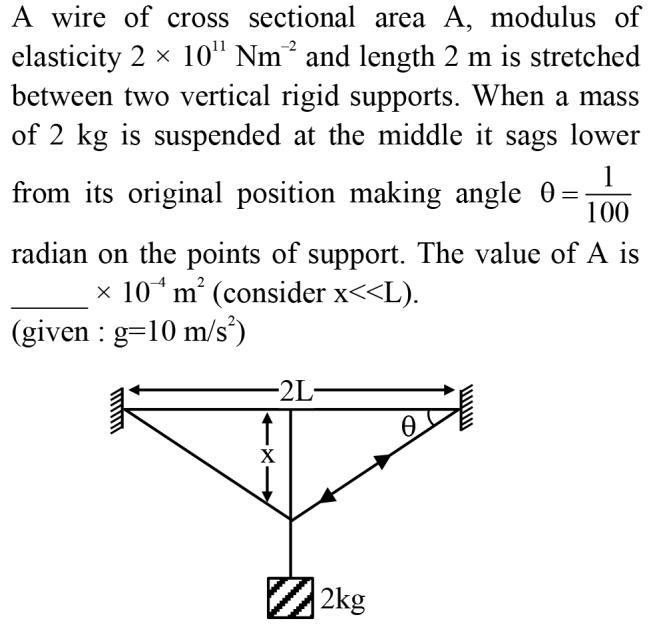 A wire of cross sectional area A, modulus of
elasticity 2 × 10¹¹ Nm⁻² and length 2 m is stretched
between two vertical rigid supports. When a mass
of 2 kg is suspended at the middle it sags lower
from its original position making angle θ = 1/100
radian on the points of support. The value of A is
_____ × 10⁻⁴ m² (consider x<<L).
(given : g=10 m/s²)
2L
θ
x
2kg